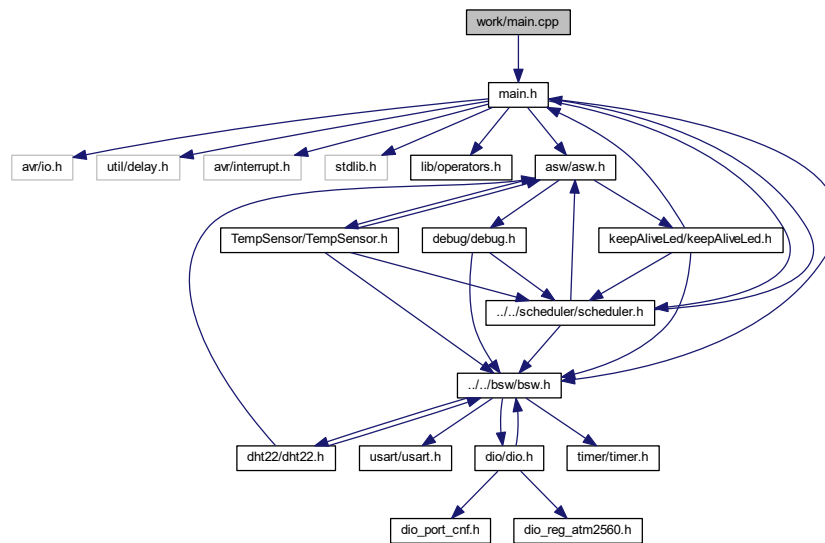 work/main.cpp
main.h
avr/io.h
util/delay.h
avr/interrupt.h
stdlib.h
lib/operators.h
asw/asw.h
TempSensor/TempSensor.h
debug/debug.h
keepAliveLed/keepAliveLed.h
../../scheduler/scheduler.h
../../bsw/bsw.h
dht22/dht22.h
usart/usart.h
dio/dio.h
timer/timer.h
dio_port_cnf.h
dio_reg_atm2560.h